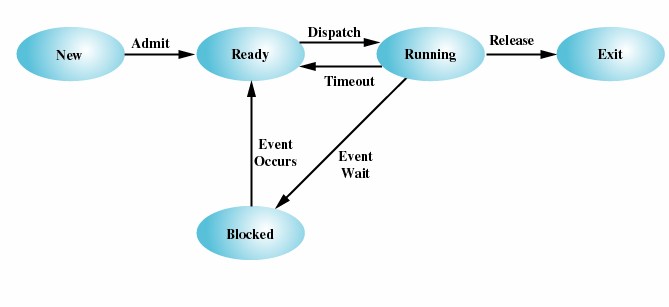 Dispatch
Release
Admit
New
Ready
Running
Exit
Timeout
Event
Occurs
Event
Wait
Blocked